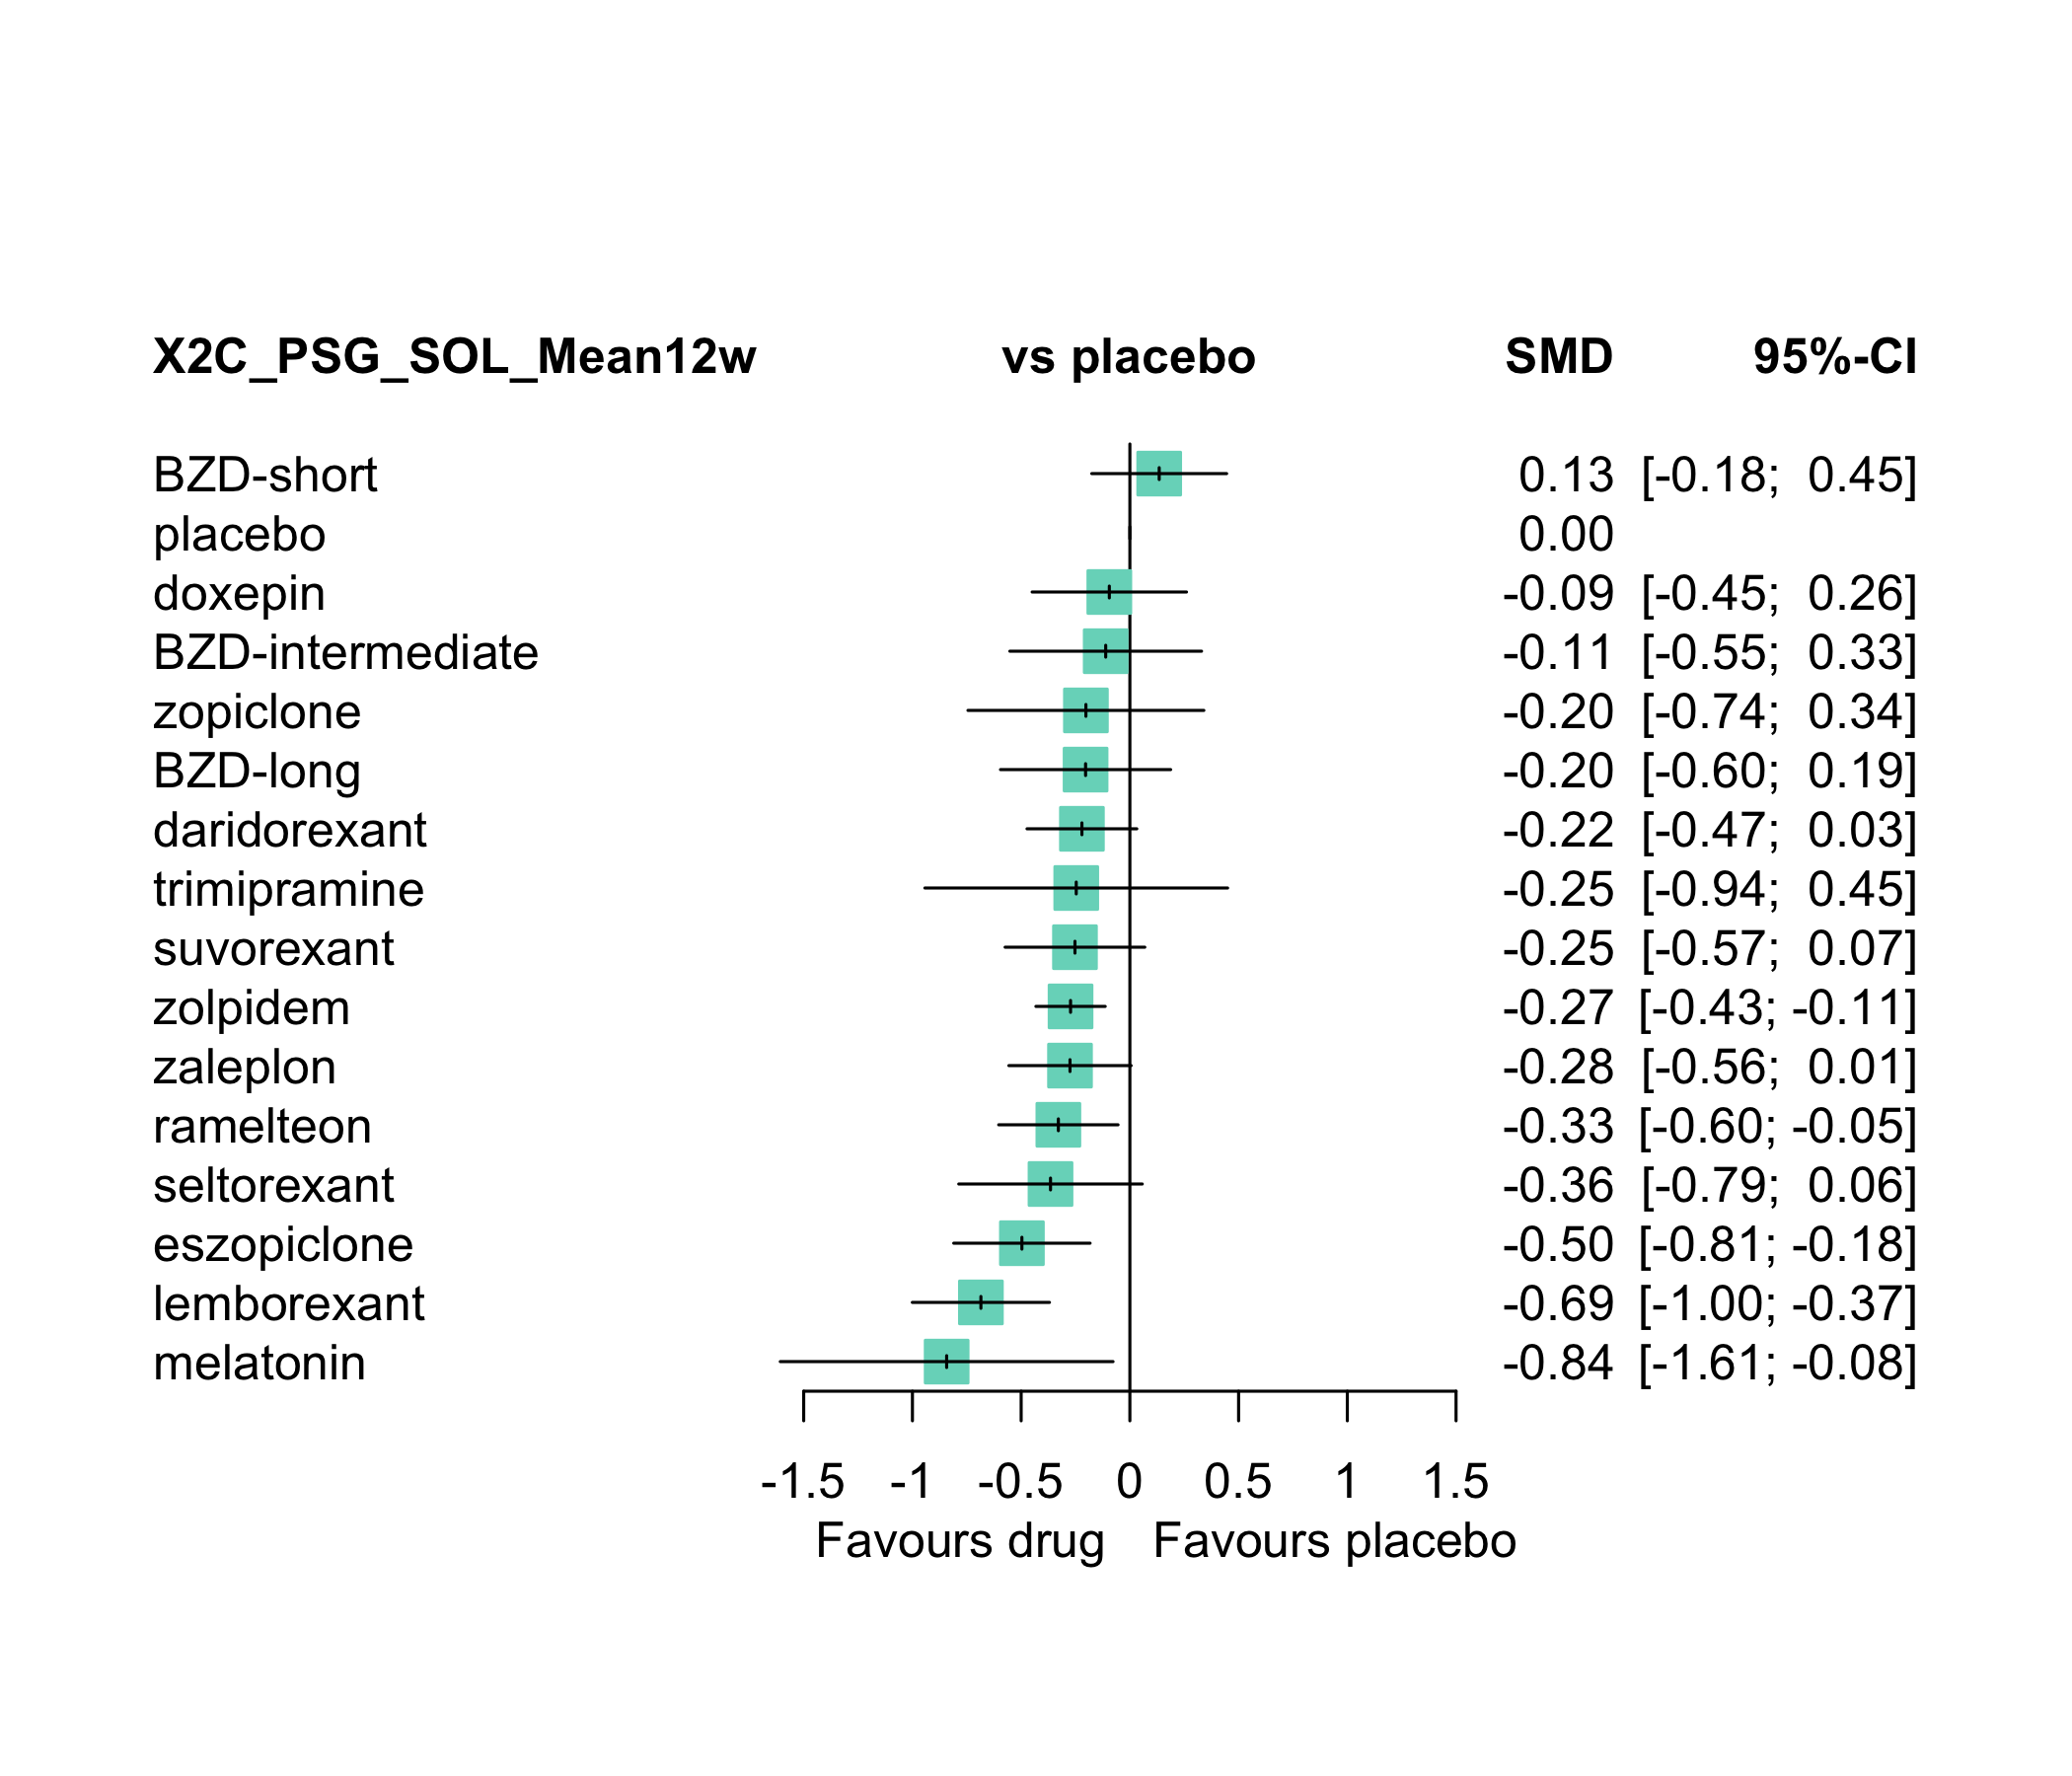 X2C_PSG_SOL_Mean12w vs placebo SMD 95%-CI
BZD-short 0.13 [-0.18; 0.45]
placebo 0.00
doxepin -0.09 [-0.45; 0.26]
BZD-intermediate -0.11 [-0.55; 0.33]
zopiclone -0.20 [-0.74; 0.34]
BZD-long -0.20 [-0.60; 0.19]
daridorexant -0.22 [-0.47; 0.03]
trimipramine -0.25 [-0.94; 0.45]
suvorexant -0.25 [-0.57; 0.07]
zolpidem -0.27 [-0.43; -0.11]
zaleplon -0.28 [-0.56; 0.01]
ramelteon -0.33 [-0.60; -0.05]
seltorexant -0.36 [-0.79; 0.06]
eszopiclone -0.50 [-0.81; -0.18]
lemborexant -0.69 [-1.00; -0.37]
melatonin -0.84 [-1.61; -0.08]
-1.5 -1 -0.5 0 0.5 1 1.5
Favours drug Favours placebo